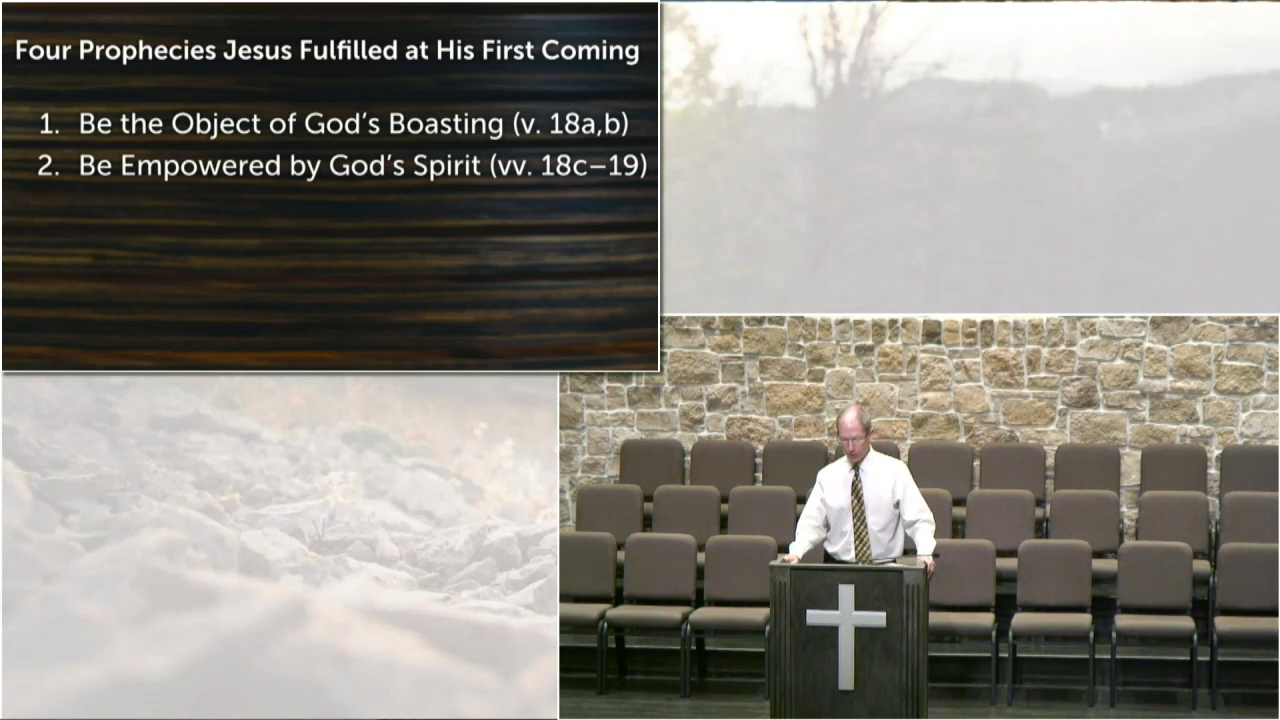 Four Prophecies Jesus Fulfilled at His First Coming
1. Be the Object of God's Boasting (v. 18a,b)
2. Be Empowered by God's Spirit (vv. 18c–19)